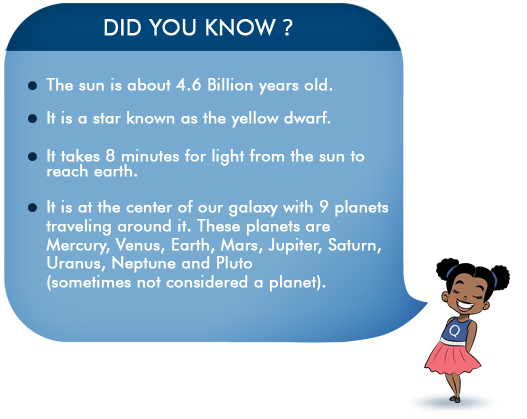 DID YOU KNOW ?
The sun is about 4.6 Billion years old.
It is a star known as the yellow dwarf.
It takes 8 minutes for light from the sun to
reach earth.
It is at the center of our galaxy with 9 planets
traveling around it. These planets are
Mercury, Venus, Earth, Mars, Jupiter, Saturn,
Uranus, Neptune and Pluto
(sometimes not considered a planet).
Q